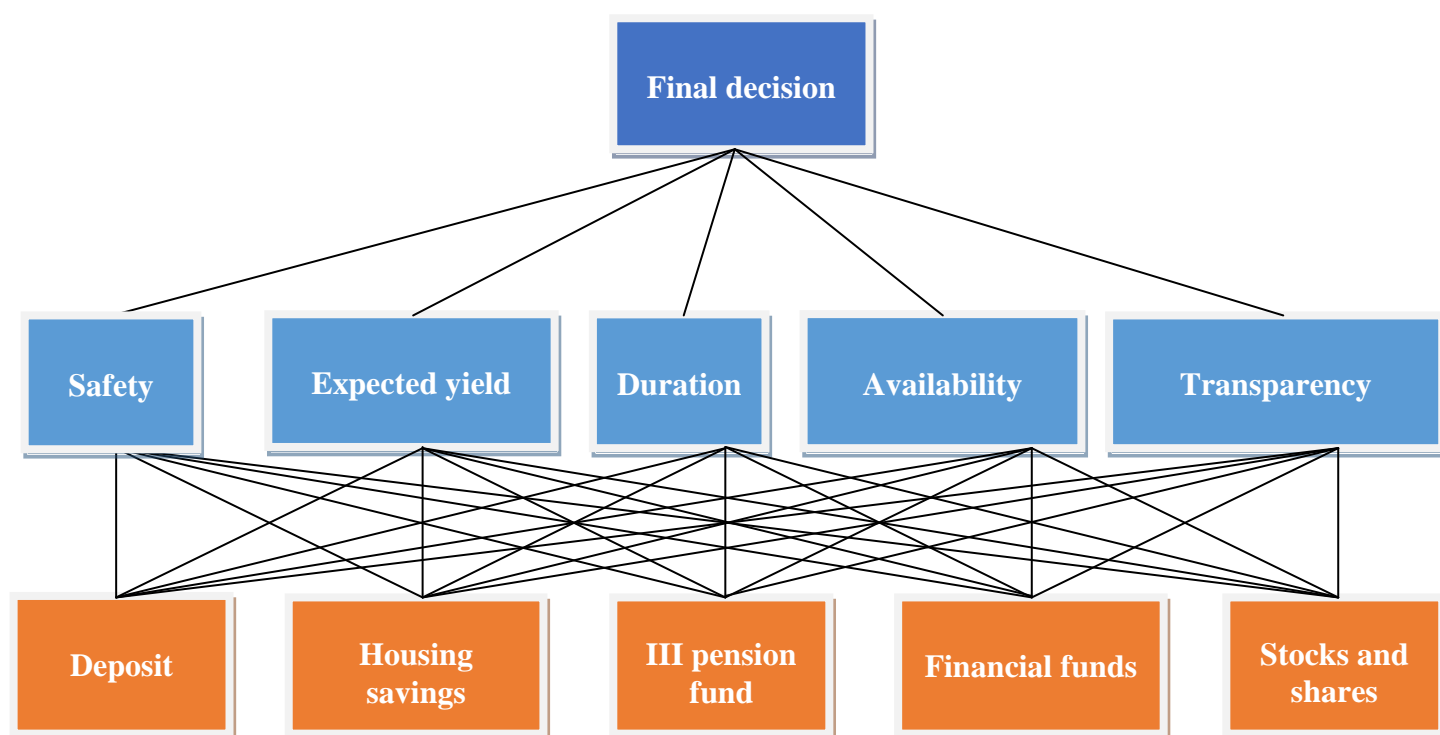 Final decision
Safety
Expected yield
Duration
Availability
Transparency
Deposit
Housing
savings
III pension
fund
Financial funds
Stocks and
shares